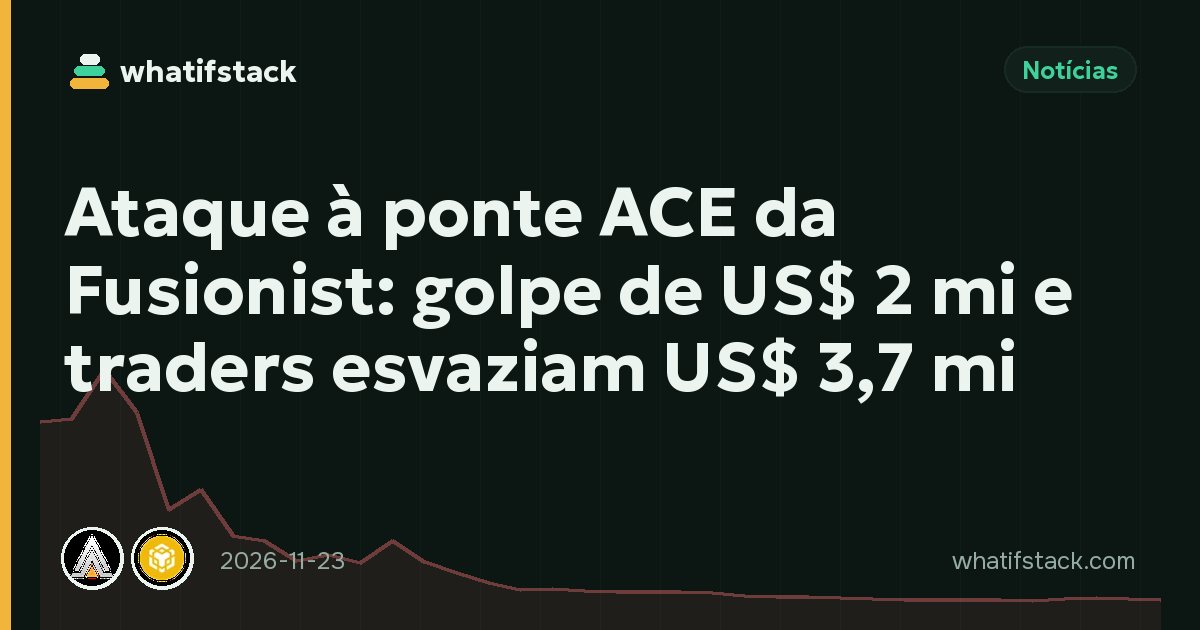 whatifstack
Notícias
Ataque à ponte ACE da
Fusionist: golpe de US$ 2 mi e
traders esvaziam US$ 3,7 mi
2026-11-23
whatifstack.com